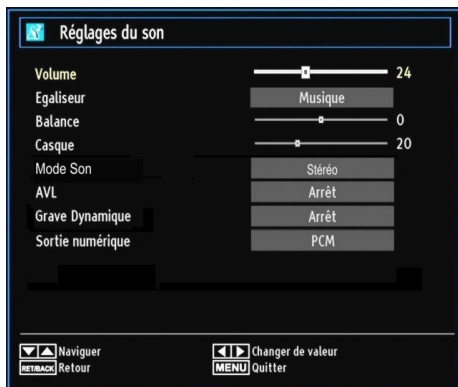 Réglages du son
Volume 24
Egaliseur Musique
Balance 0
Casque 20
Mode Son Stéréo
AVL Arrêt
Grave Dynamique Arrêt
Sortie numérique PCM
Naviguer Changer de valeur
RET/BACK Retour MENU Quitter